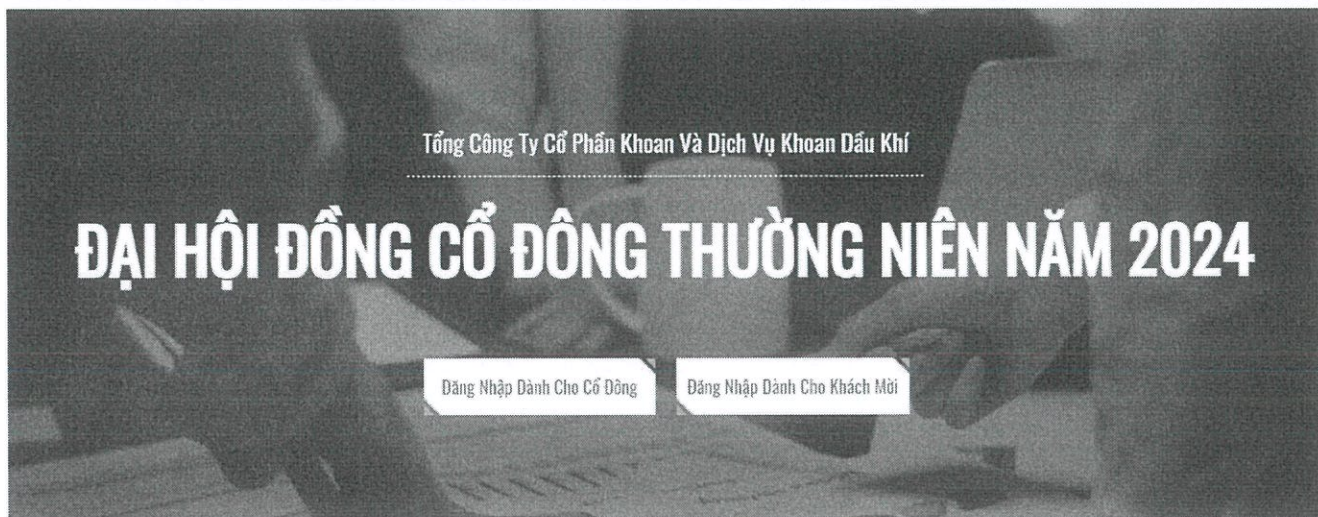 Tổng Công Ty Cổ Phần Khoan Và Dịch Vụ Khoan Dầu Khí
ĐẠI HỘI ĐỒNG CỔ ĐÔNG THƯỜNG NIÊN NĂM 2024
Đăng Nhập Dành Cho Cổ Đông
Đăng Nhập Dành Cho Khách Mời